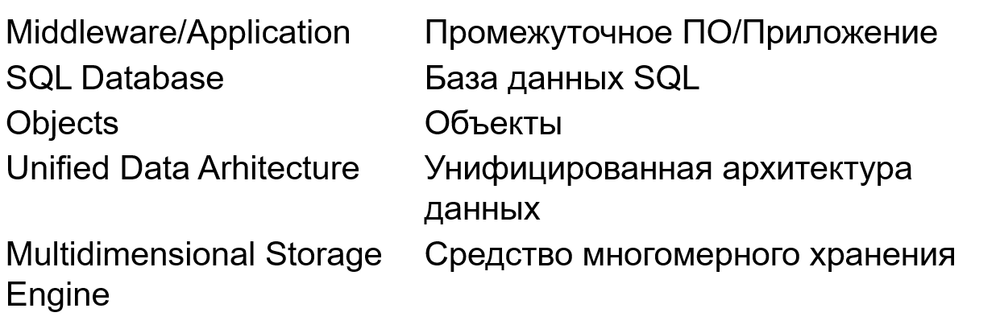 Middleware/Application Промежуточное ПО/Приложение
SQL Database База данных SQL
Objects Объекты
Unified Data Arhitecture Унифицированная архитектура
данных
Multidimensional Storage Средство многомерного хранения
Engine